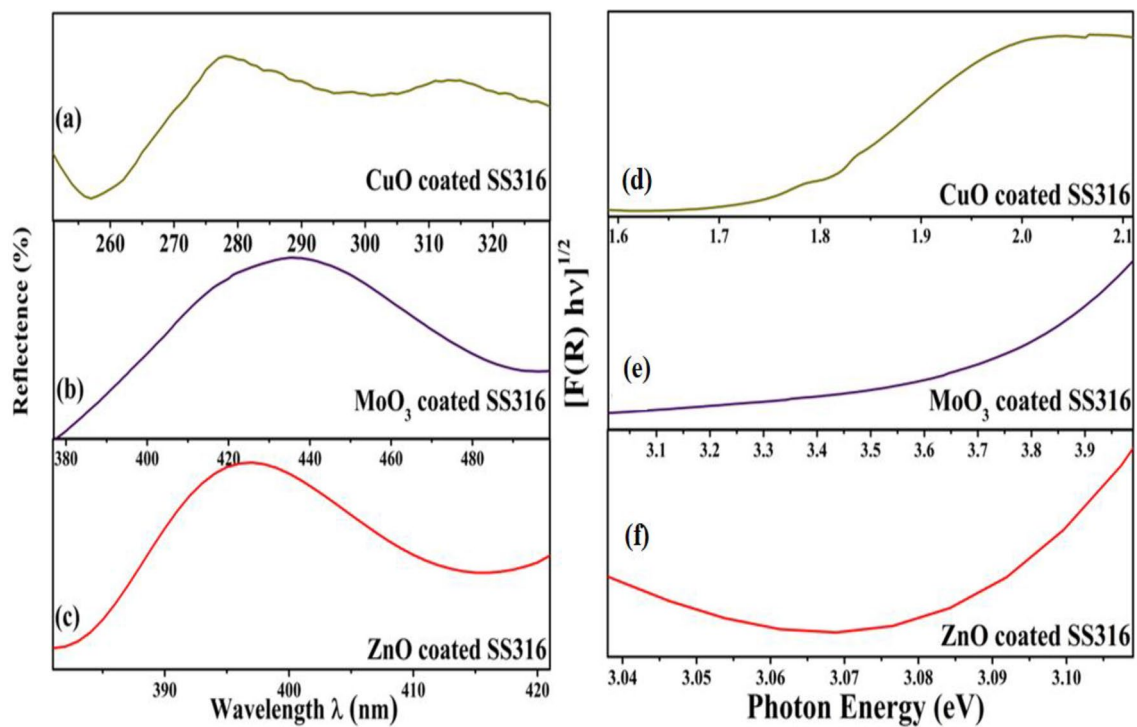 (a)
CuO coated SS316
260 270 280 290 300 310 320
(b)
MoO₃ coated SS316
380 400 420 440 460 480
(c)
ZnO coated SS316
390 400 410 420
Wavelength λ (nm)
Reflectence (%)
(d)
CuO coated SS316
1.6 1.7 1.8 1.9 2.0 2.1
(e)
MoO₃ coated SS316
3.1 3.2 3.3 3.4 3.5 3.6 3.7 3.8 3.9
(f)
ZnO coated SS316
3.04 3.05 3.06 3.07 3.08 3.09 3.10
Photon Energy (eV)
[F(R) hν]^1/2